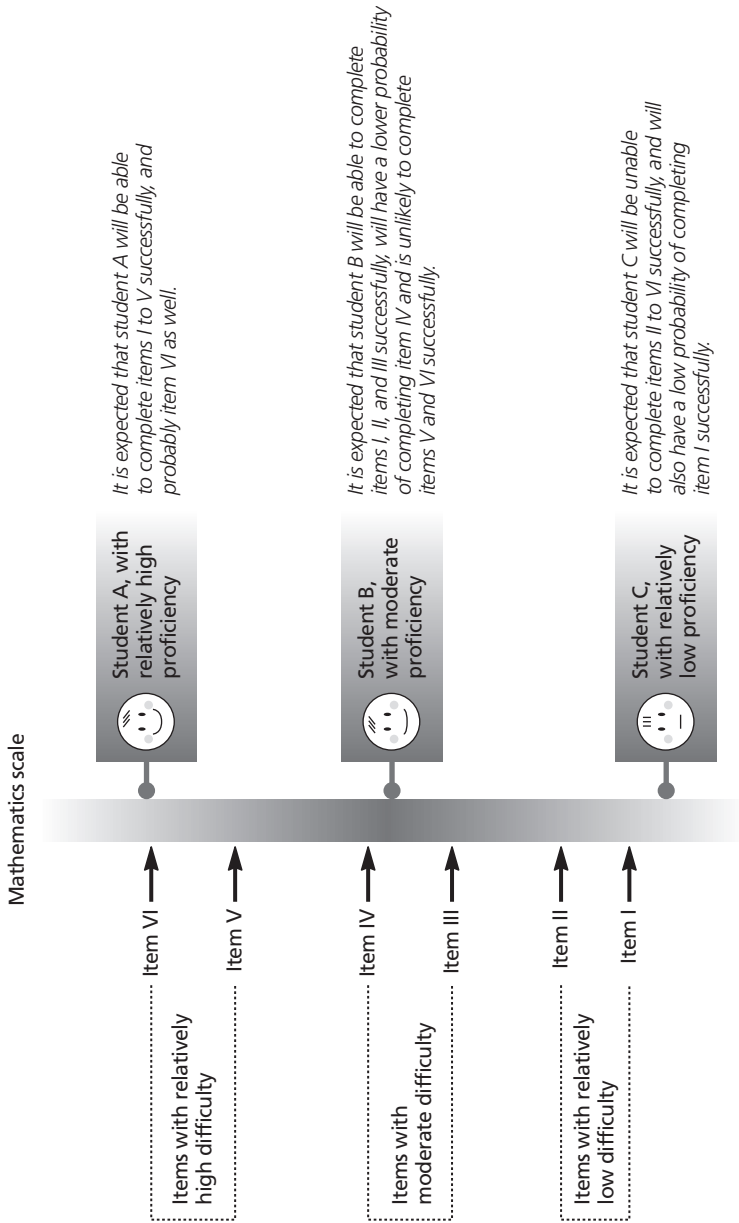 Mathematics scale
Items with relatively
high difficulty
Item VI
Item V
Student A, with
relatively high
proficiency
It is expected that student A will be able
to complete items I to V successfully, and
probably item VI as well.
Items with
moderate difficulty
Item IV
Item III
Student B,
with moderate
proficiency
It is expected that student B will be able to complete
items I, II, and III successfully, will have a lower probability
of completing item IV and is unlikely to complete
items V and VI successfully.
Items with relatively
low difficulty
Item II
Item I
Student C,
with relatively
low proficiency
It is expected that student C will be unable
to complete items II to VI successfully, and will
also have a low probability of completing
item I successfully.